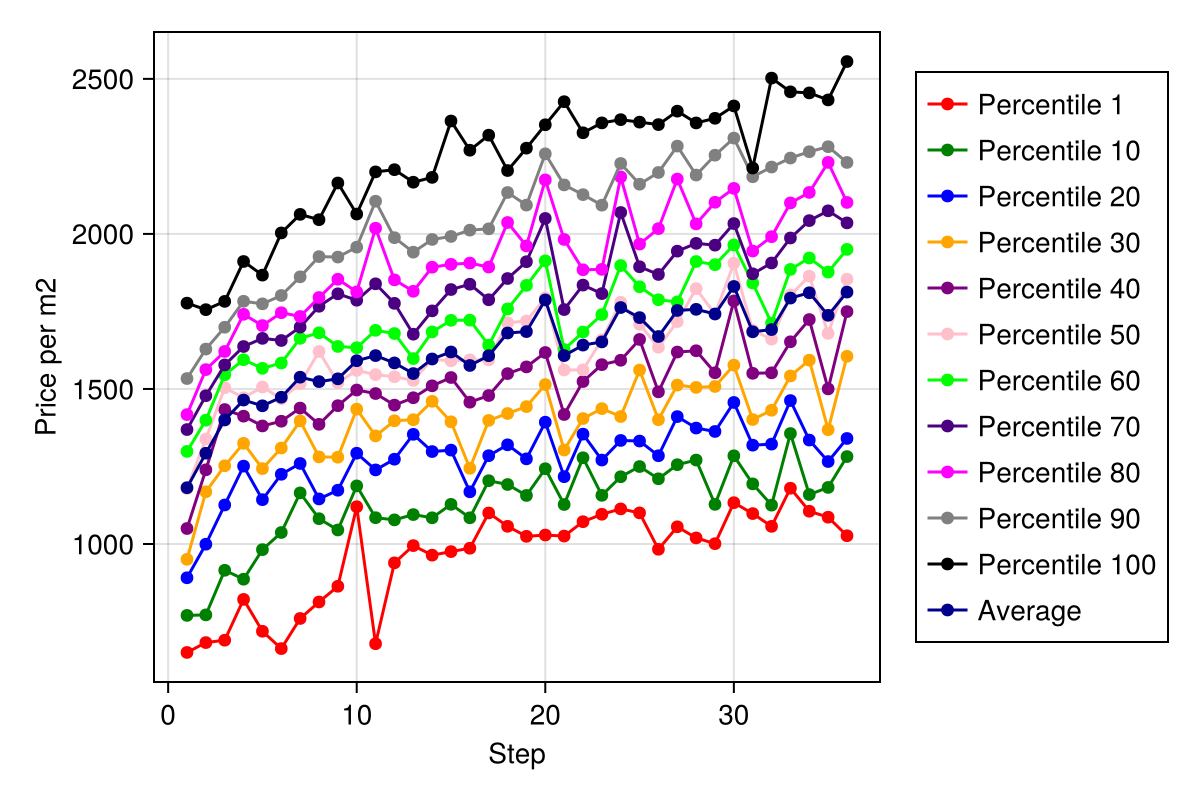 2500
2000
1500
1000
Price per m2
0 10 20 30
Step
Percentile 1
Percentile 10
Percentile 20
Percentile 30
Percentile 40
Percentile 50
Percentile 60
Percentile 70
Percentile 80
Percentile 90
Percentile 100
Average